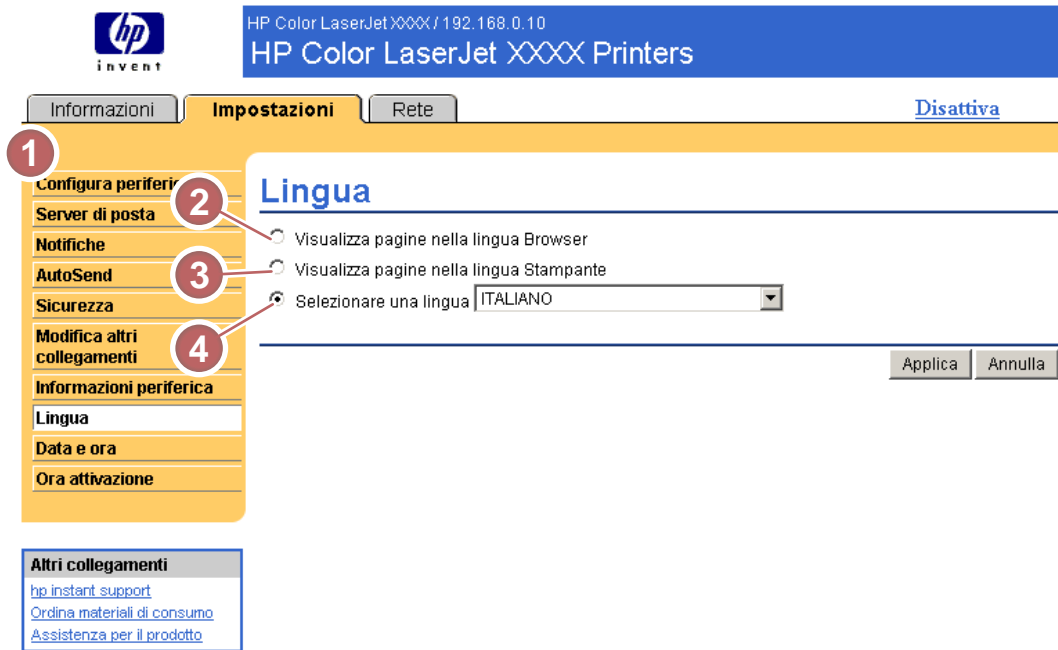 hp
invent
HP Color LaserJet XXXX / 192.168.0.10
HP Color LaserJet XXXX Printers
Informazioni
Impostazioni
Rete
Disattiva
1
Configura
Server di posta
Notifiche
AutoSend
Sicurezza
Modifica altri
collegamenti
Informazioni periferica
Lingua
Data e ora
Ora attivazione
Altri collegamenti
hp instant support
Ordina materiali di consumo
Assistenza per il prodotto
Lingua
2
Visualizza pagine nella lingua Browser
3
Visualizza pagine nella lingua Stampante
4
Selezionare una lingua ITALIANO
Applica Annulla